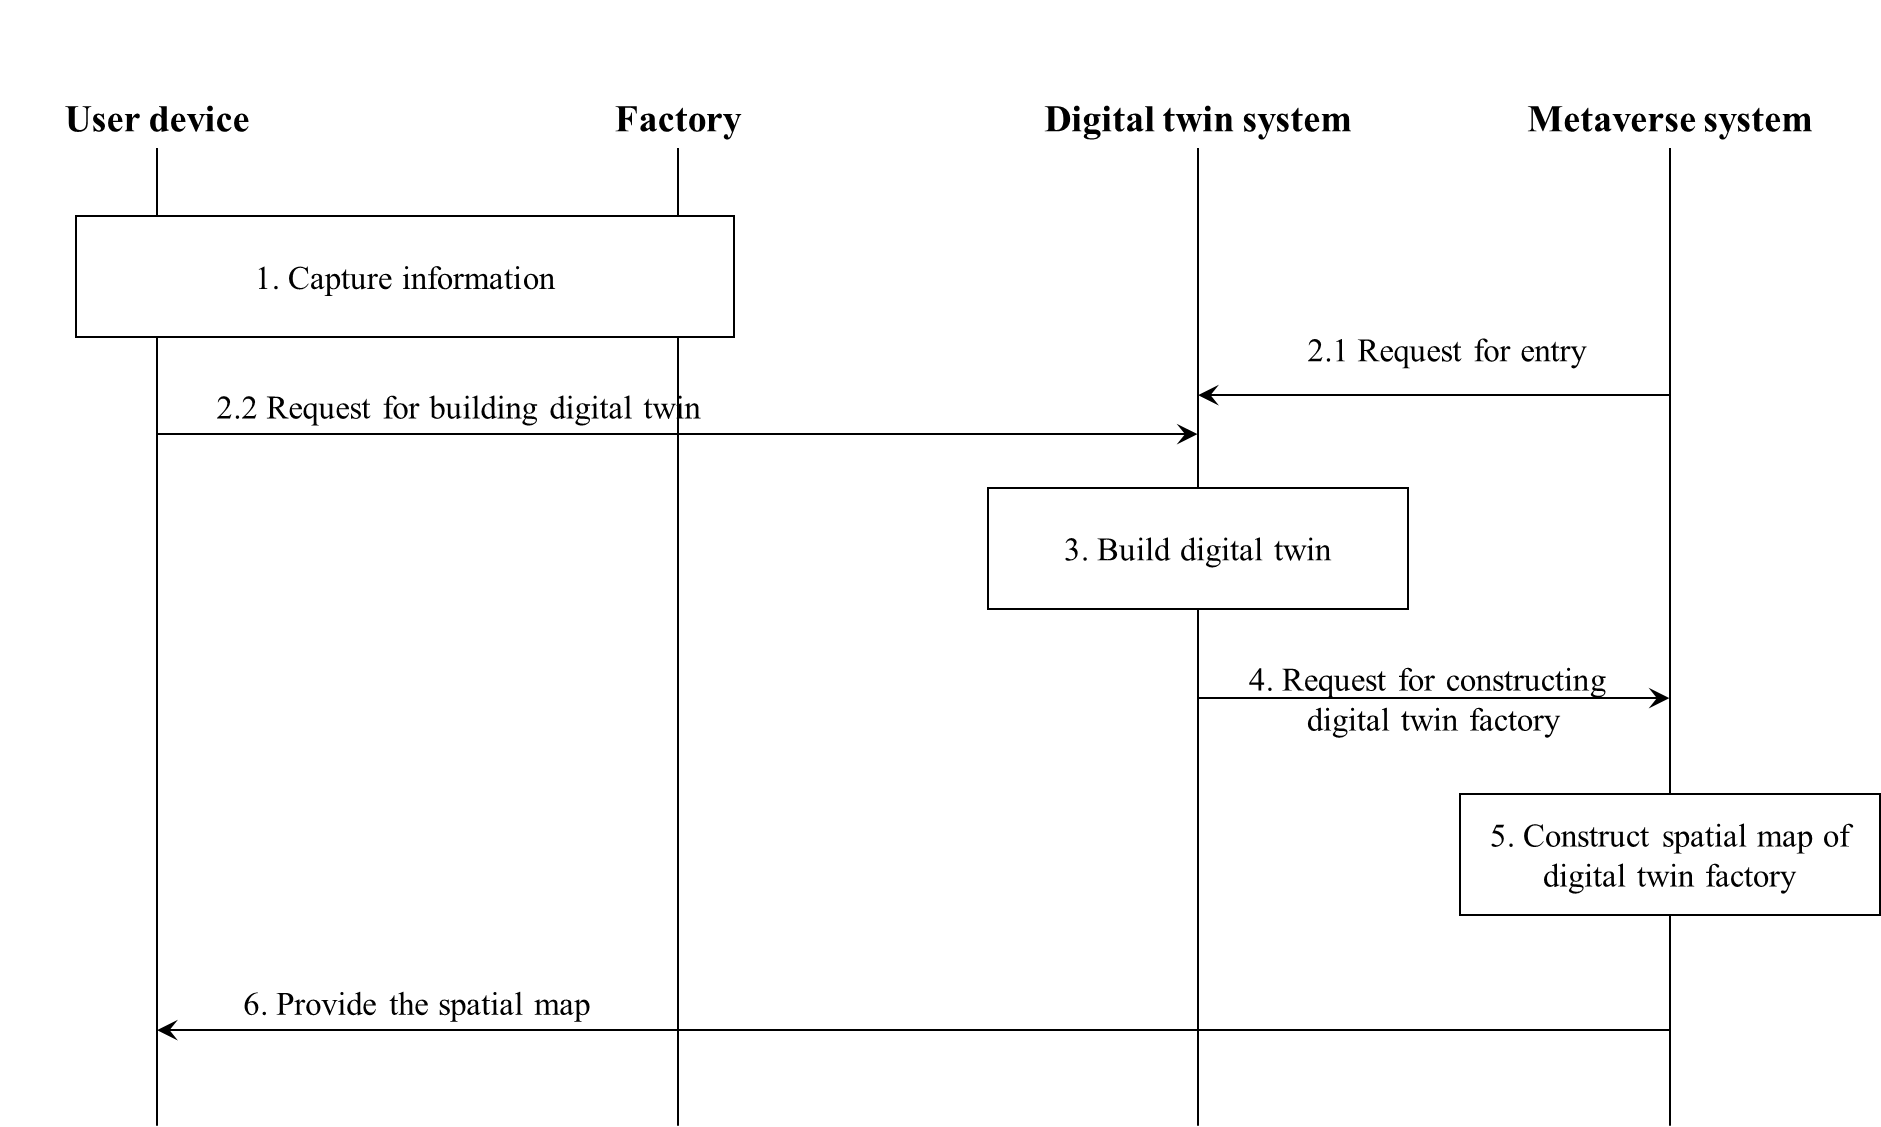 User device
Factory
Digital twin system
Metaverse system
1. Capture information
2.1 Request for entry
2.2 Request for building digital twin
3. Build digital twin
4. Request for constructing
digital twin factory
5. Construct spatial map of
digital twin factory
6. Provide the spatial map